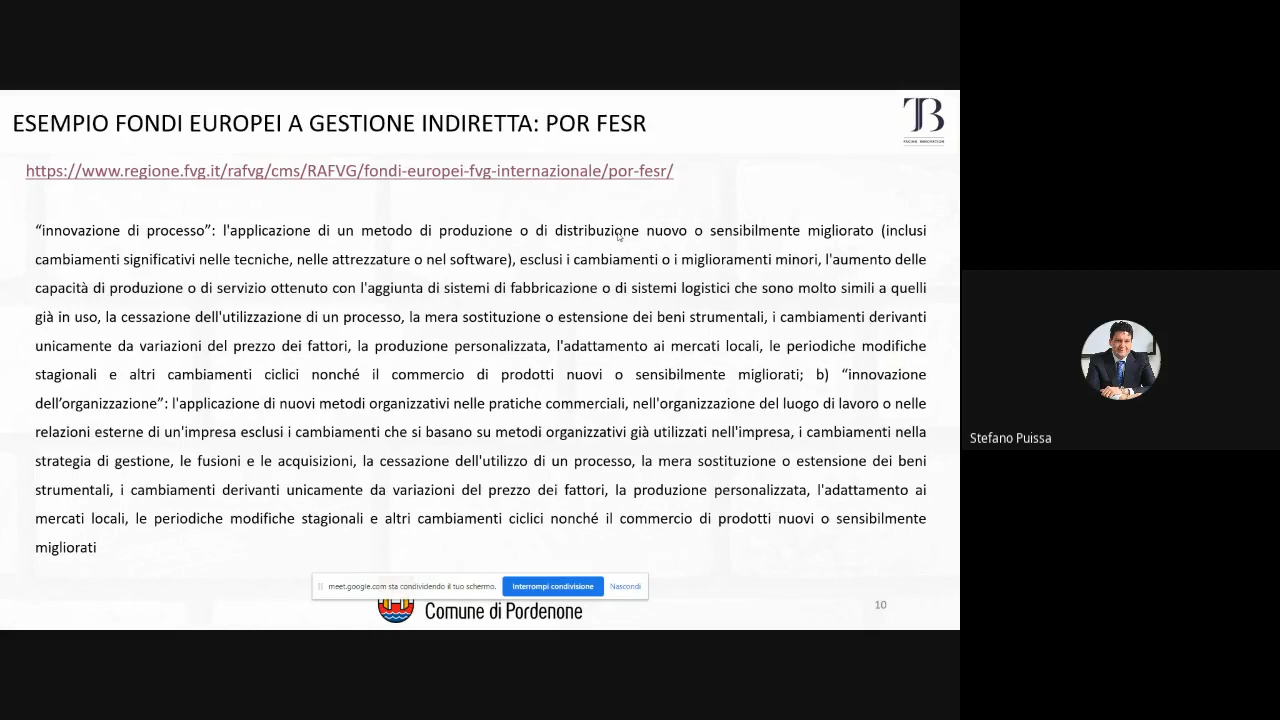 ESEMPIO FONDI EUROPEI A GESTIONE INDIRETTA: POR FESR
TB
FACING INNOVATION
https://www.regione.fvg.it/rafvg/cms/RAFVG/fondi-europei-fvg-internazionale/por-fesr/
“innovazione di processo”: l'applicazione di un metodo di produzione o di distribuzione nuovo o sensibilmente migliorato (inclusi
cambiamenti significativi nelle tecniche, nelle attrezzature o nel software), esclusi i cambiamenti o i miglioramenti minori, l'aumento delle
capacità di produzione o di servizio ottenuto con l'aggiunta di sistemi di fabbricazione o di sistemi logistici che sono molto simili a quelli
già in uso, la cessazione dell'utilizzazione di un processo, la mera sostituzione o estensione dei beni strumentali, i cambiamenti derivanti
unicamente da variazioni del prezzo dei fattori, la produzione personalizzata, l'adattamento ai mercati locali, le periodiche modifiche
stagionali e altri cambiamenti ciclici nonché il commercio di prodotti nuovi o sensibilmente migliorati; b) “innovazione
dell’organizzazione”: l'applicazione di nuovi metodi organizzativi nelle pratiche commerciali, nell'organizzazione del luogo di lavoro o nelle
relazioni esterne di un'impresa esclusi i cambiamenti che si basano su metodi organizzativi già utilizzati nell'impresa, i cambiamenti nella
strategia di gestione, le fusioni e le acquisizioni, la cessazione dell'utilizzo di un processo, la mera sostituzione o estensione dei beni
strumentali, i cambiamenti derivanti unicamente da variazioni del prezzo dei fattori, la produzione personalizzata, l'adattamento ai
mercati locali, le periodiche modifiche stagionali e altri cambiamenti ciclici nonché il commercio di prodotti nuovi o sensibilmente
migliorati
meet.google.com sta condividendo il tuo schermo.
Interrompi condivisione
Nascondi
Comune di Pordenone
10
Stefano Puissa